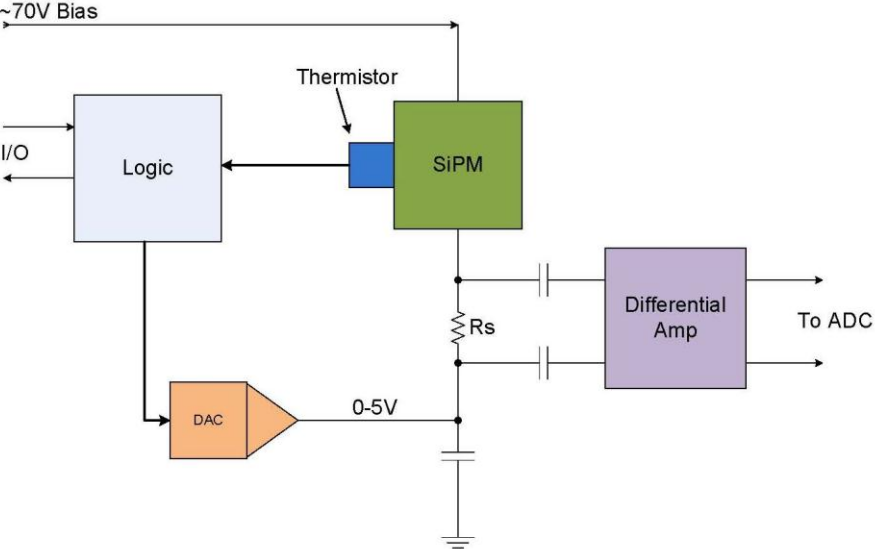 ~70V Bias
Thermistor
I/O
Logic
SiPM
Differential
Amp
To ADC
Rs
0-5V
DAC